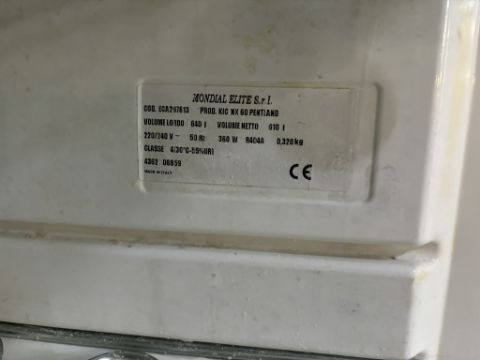 MONDIAL ELITE S.r.l.
COD. ECA297613 PROD. KIC NX 60 PENTLAND
VOLUME LORDO 640 l VOLUME NETTO 610 l
220/240 V~ 50 Hz 360 W R404A 0,320 kg
CLASSE 4(30°C-55%UR)
4362 06659
MADE IN ITALY
CE